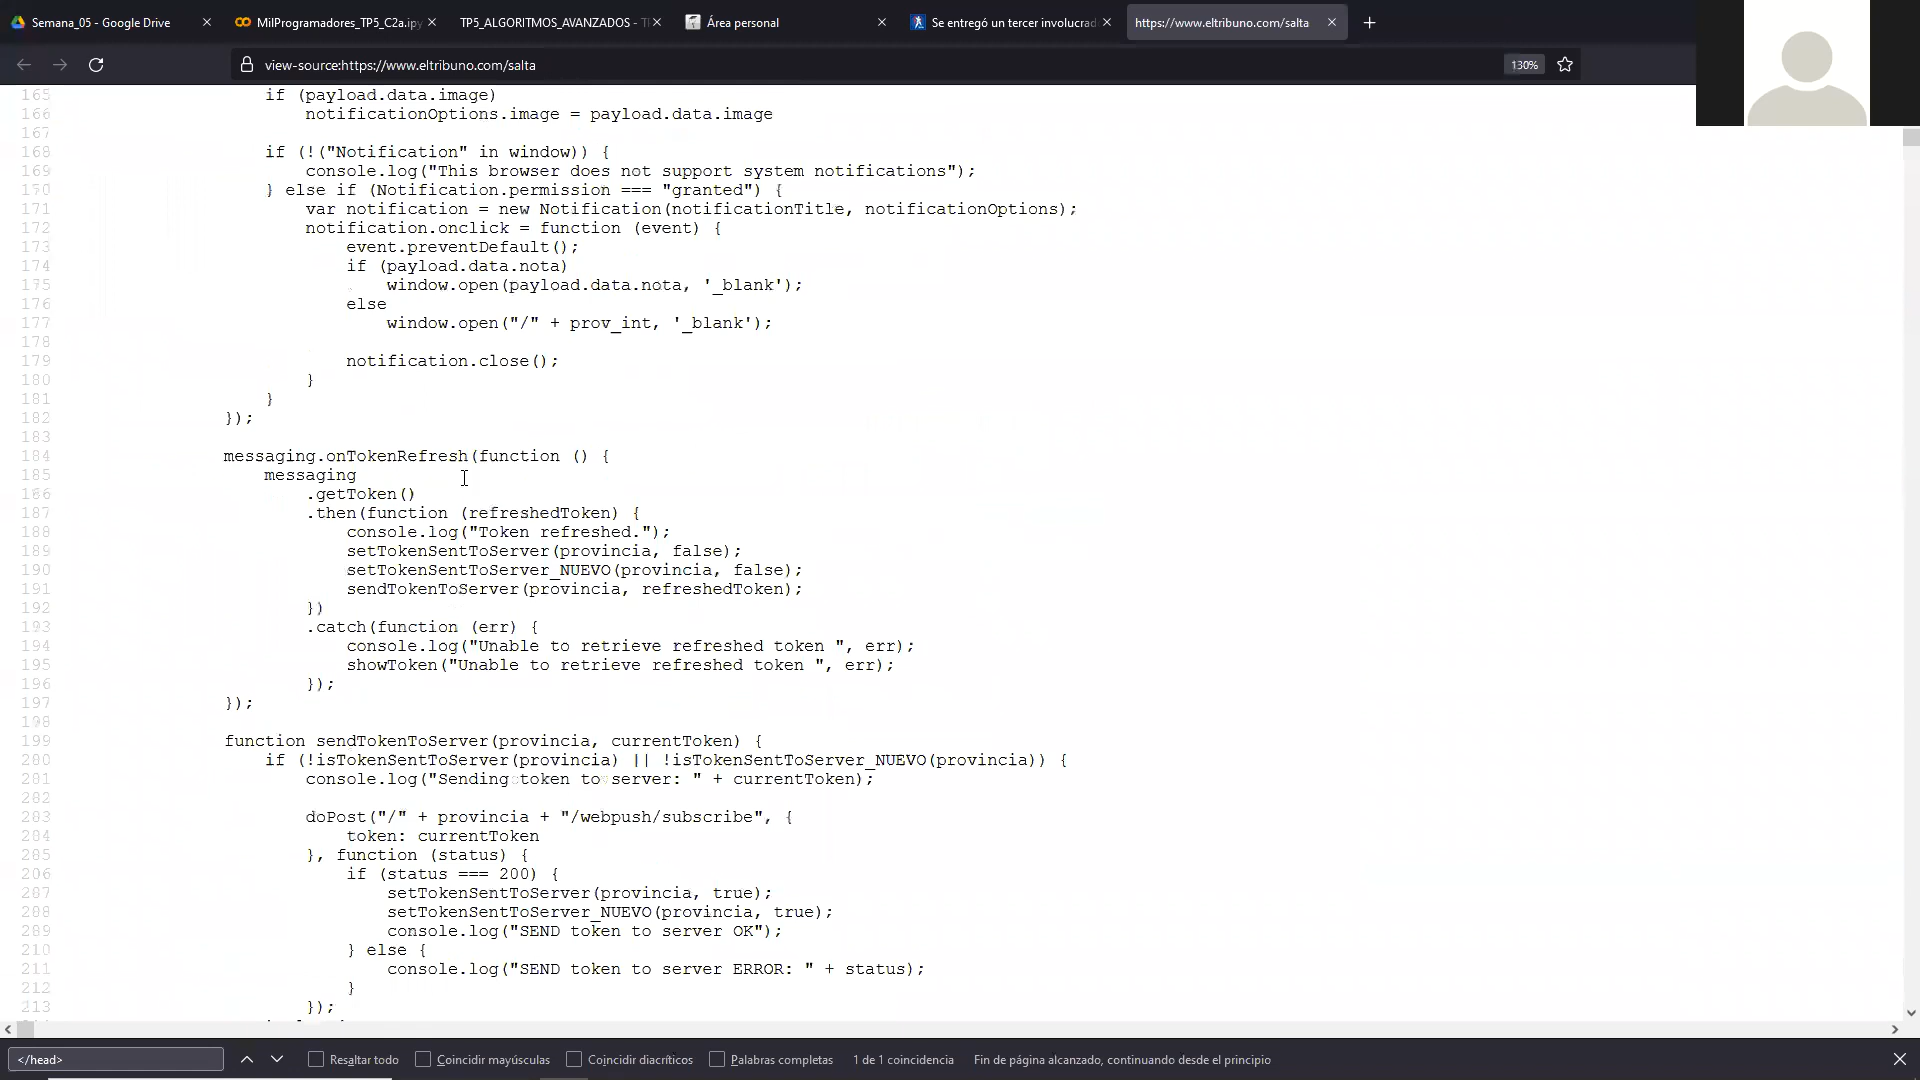 Semana_05 - Google Drive
MilProgramadores_TP5_C2a.ipy
TP5_ALGORITMOS_AVANZADOS - TP
Área personal
Se entregó un tercer involucrad
https://www.eltribuno.com/salta
view-source:https://www.eltribuno.com/salta
130%
165 if (payload.data.image)
166 notificationOptions.image = payload.data.image
167
168 if (!("Notification" in window)) {
169 console.log("This browser does not support system notifications");
170 } else if (Notification.permission === "granted") {
171 var notification = new Notification(notificationTitle, notificationOptions);
172 notification.onclick = function (event) {
173 event.preventDefault();
174 if (payload.data.nota)
175 window.open(payload.data.nota, '_blank');
176 else
177 window.open("/" + prov_int, '_blank');
178
179 notification.close();
180 }
181 }
182 });
183
184 messaging.onTokenRefresh(function () {
185 messaging
186 .getToken()
187 .then(function (refreshedToken) {
188 console.log("Token refreshed.");
189 setTokenSentToServer(provincia, false);
190 setTokenSentToServer_NUEVO(provincia, false);
191 sendTokenToServer(provincia, refreshedToken);
192 })
193 .catch(function (err) {
194 console.log("Unable to retrieve refreshed token ", err);
195 showToken("Unable to retrieve refreshed token ", err);
196 });
197 });
198
199 function sendTokenToServer(provincia, currentToken) {
200 if (!isTokenSentToServer(provincia) || !isTokenSentToServer_NUEVO(provincia)) {
201 console.log("Sending token to server: " + currentToken);
202
203 doPost("/" + provincia + "/webpush/subscribe", {
204 token: currentToken
205 }, function (status) {
206 if (status === 200) {
207 setTokenSentToServer(provincia, true);
208 setTokenSentToServer_NUEVO(provincia, true);
209 console.log("SEND token to server OK");
210 } else {
211 console.log("SEND token to server ERROR: " + status);
212 }
213 });
</head>
Resaltar todo
Coincidir mayúsculas
Coincidir diacríticos
Palabras completas
1 de 1 coincidencia
Fin de página alcanzado, continuando desde el principio